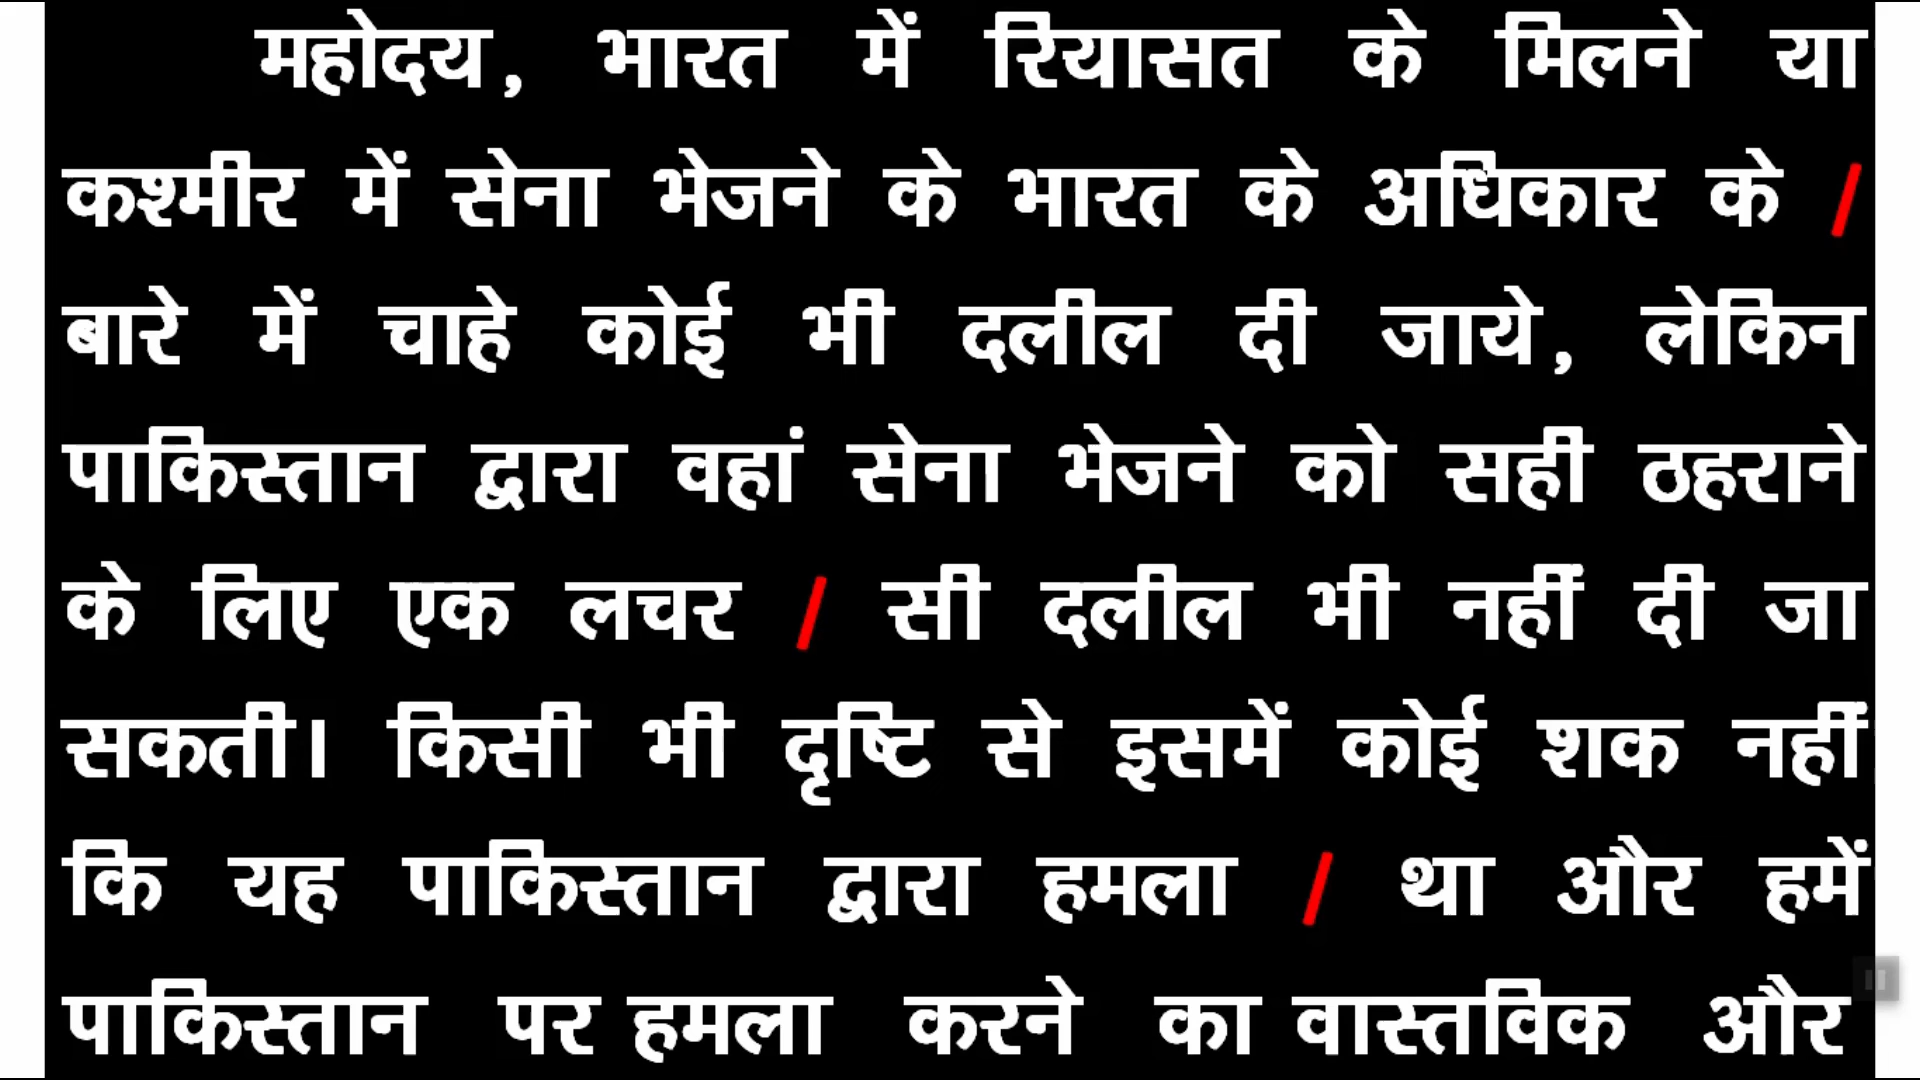 महोदय, भारत में रियासत के मिलने या
कश्मीर में सेना भेजने के भारत के अधिकार के /
बारे में चाहे कोई भी दलील दी जाये, लेकिन
पाकिस्तान द्वारा वहां सेना भेजने को सही ठहराने
के लिए एक लचर / सी दलील भी नहीं दी जा
सकती। किसी भी दृष्टि से इसमें कोई शक नहीं
कि यह पाकिस्तान द्वारा हमला / था और हमें
पाकिस्तान पर हमला करने का वास्तविक और